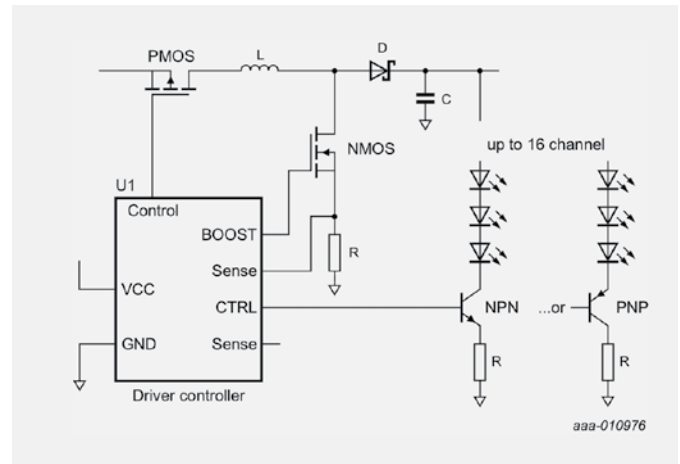 D
PMOS
L
C
NMOS
up to 16 channel
U1
Control
BOOST
R
Sense
VCC
CTRL
NPN
...or
PNP
GND
Sense
R
R
Driver controller
aaa-010976